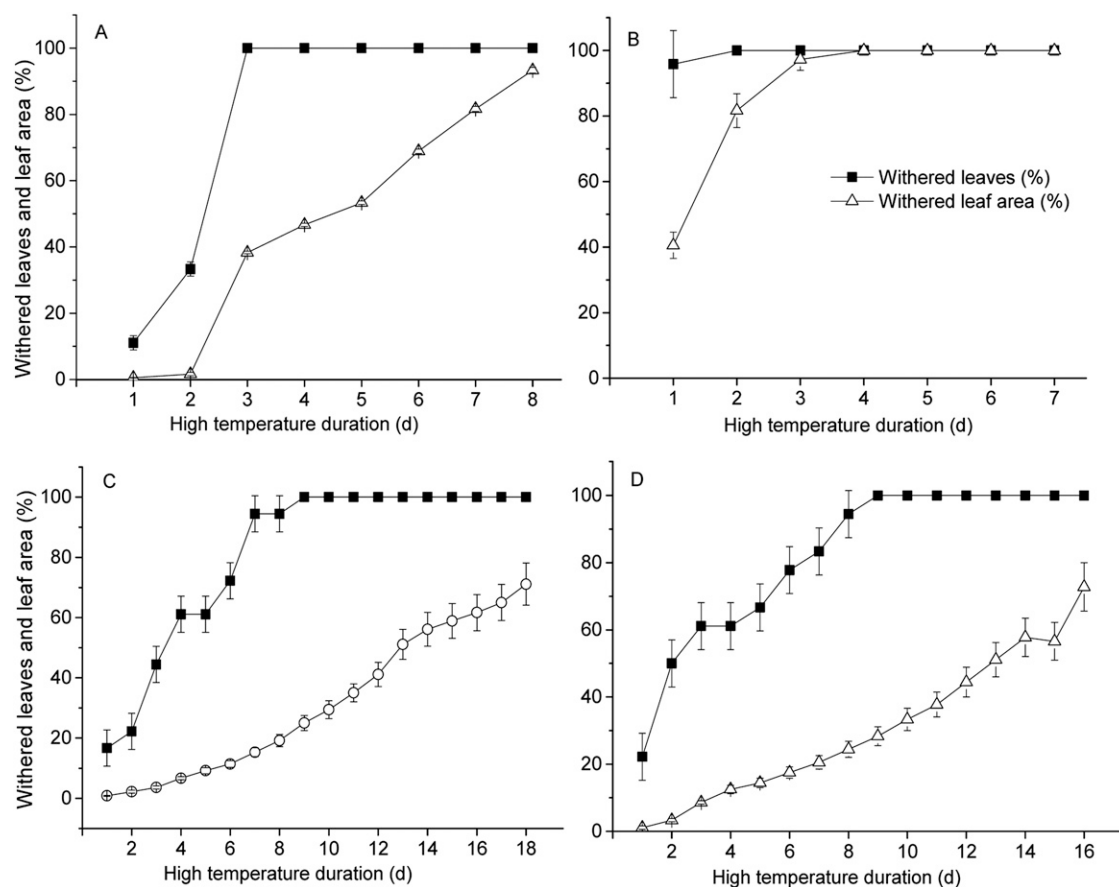 A
Withered leaves and leaf area (%)
100
80
60
40
20
0
1 2 3 4 5 6 7 8
High temperature duration (d)
B
100
80
60
40
20
0
Withered leaves (%)
Withered leaf area (%)
1 2 3 4 5 6 7
High temperature duration (d)
C
Withered leaves and leaf area (%)
100
80
60
40
20
0
2 4 6 8 10 12 14 16 18
High temperature duration (d)
D
100
80
60
40
20
0
2 4 6 8 10 12 14 16
High temperature duration (d)